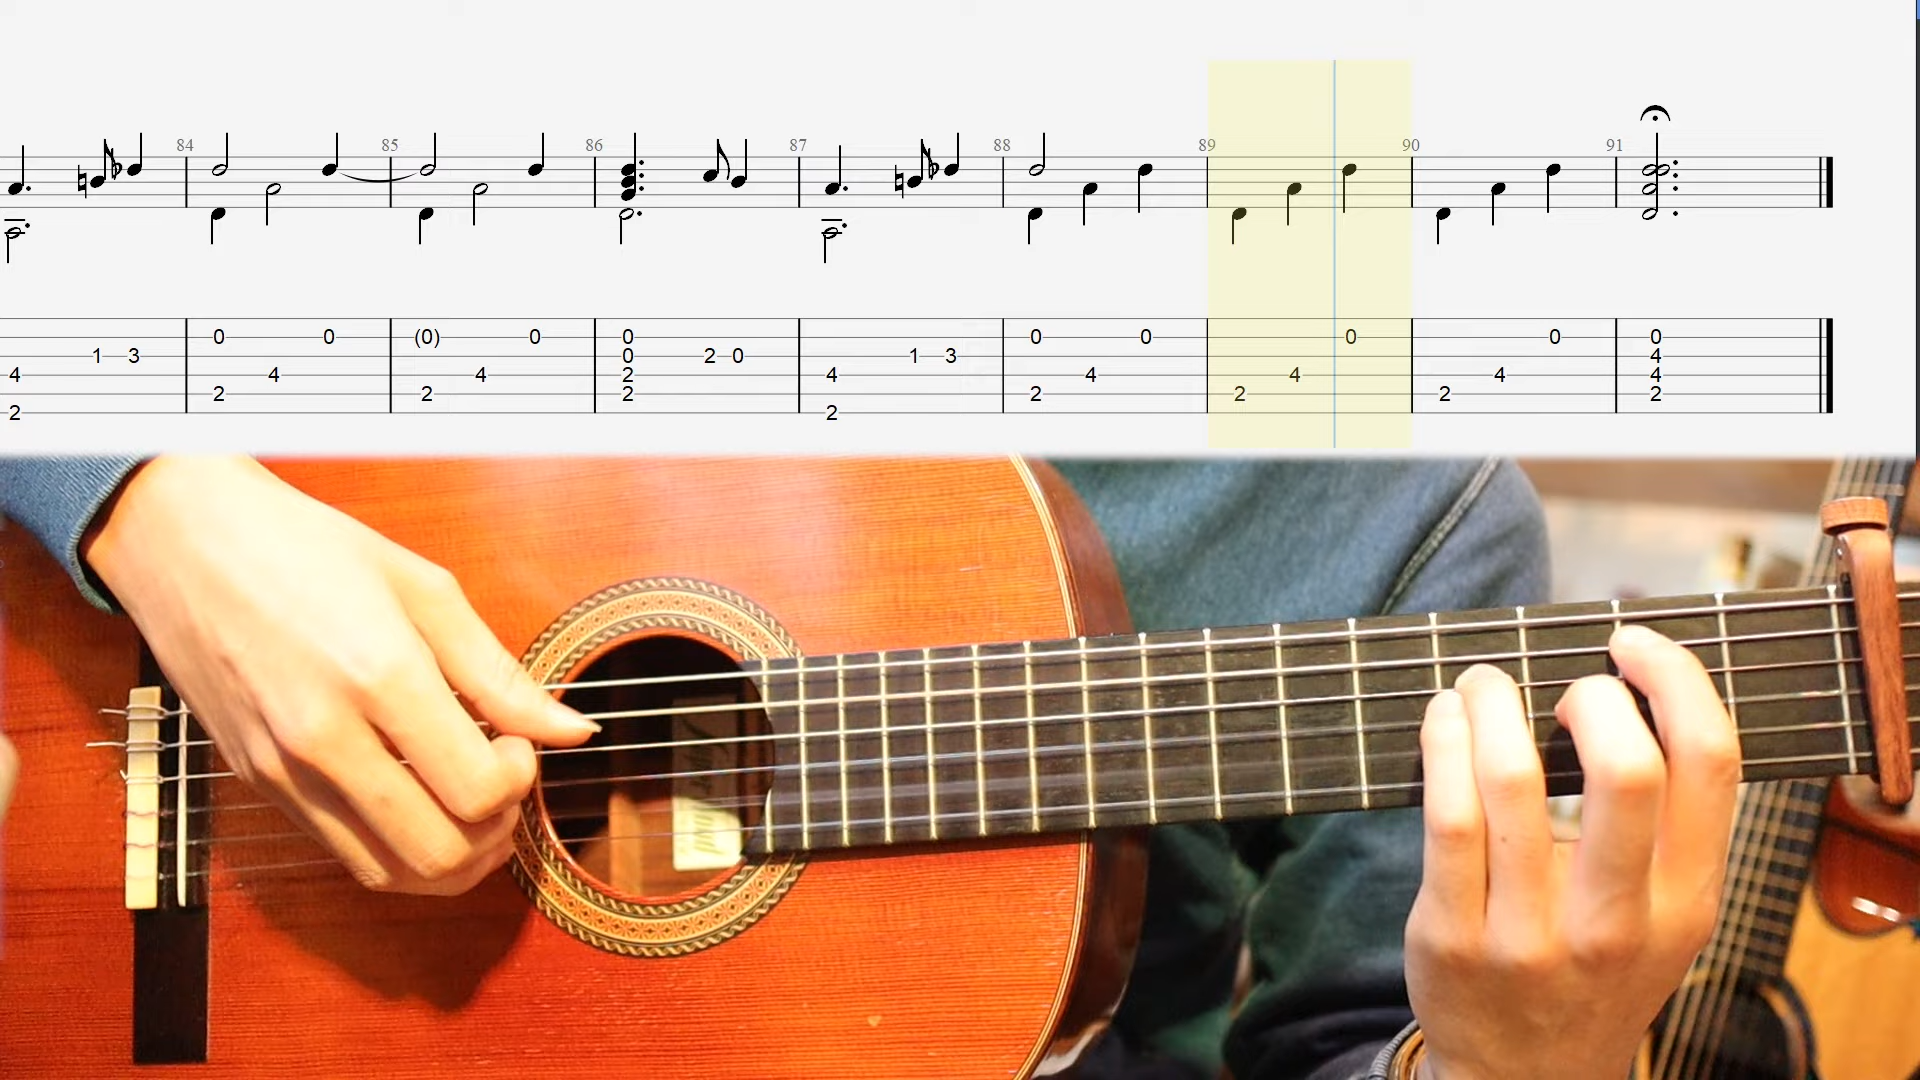 84 85 86 87 88 89 90 91
0 0 (0) 0 0 0 0 0 0 4
1 3 0 2 0 1 3 4
4 4 4 2 4 4 4 4 4
2 2 2 2 2 2 2
2 2